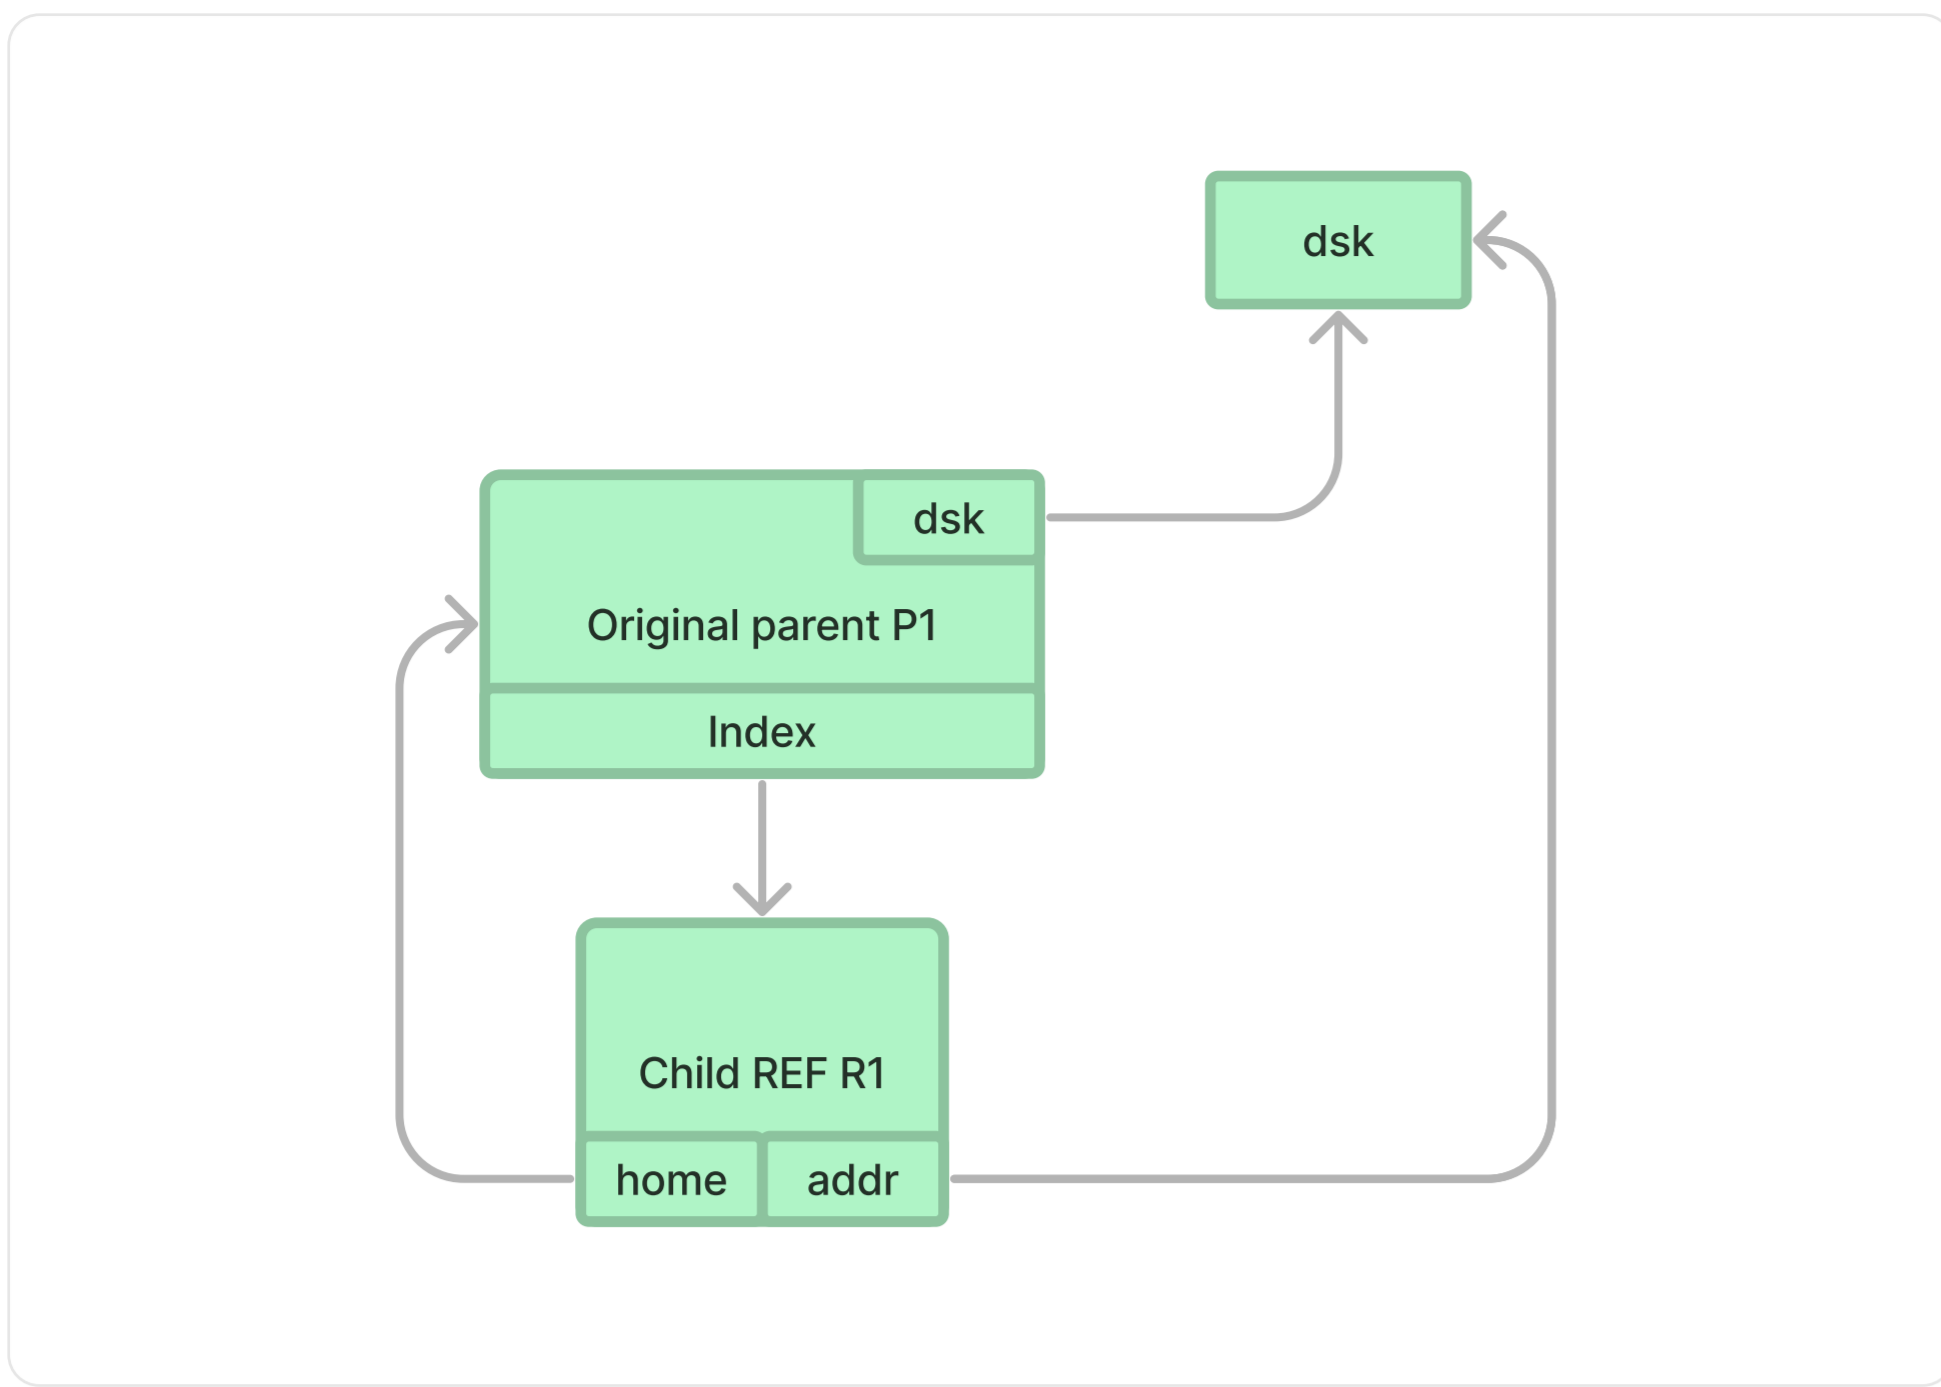 dsk
dsk
Original parent P1
Index
Child REF R1
home
addr